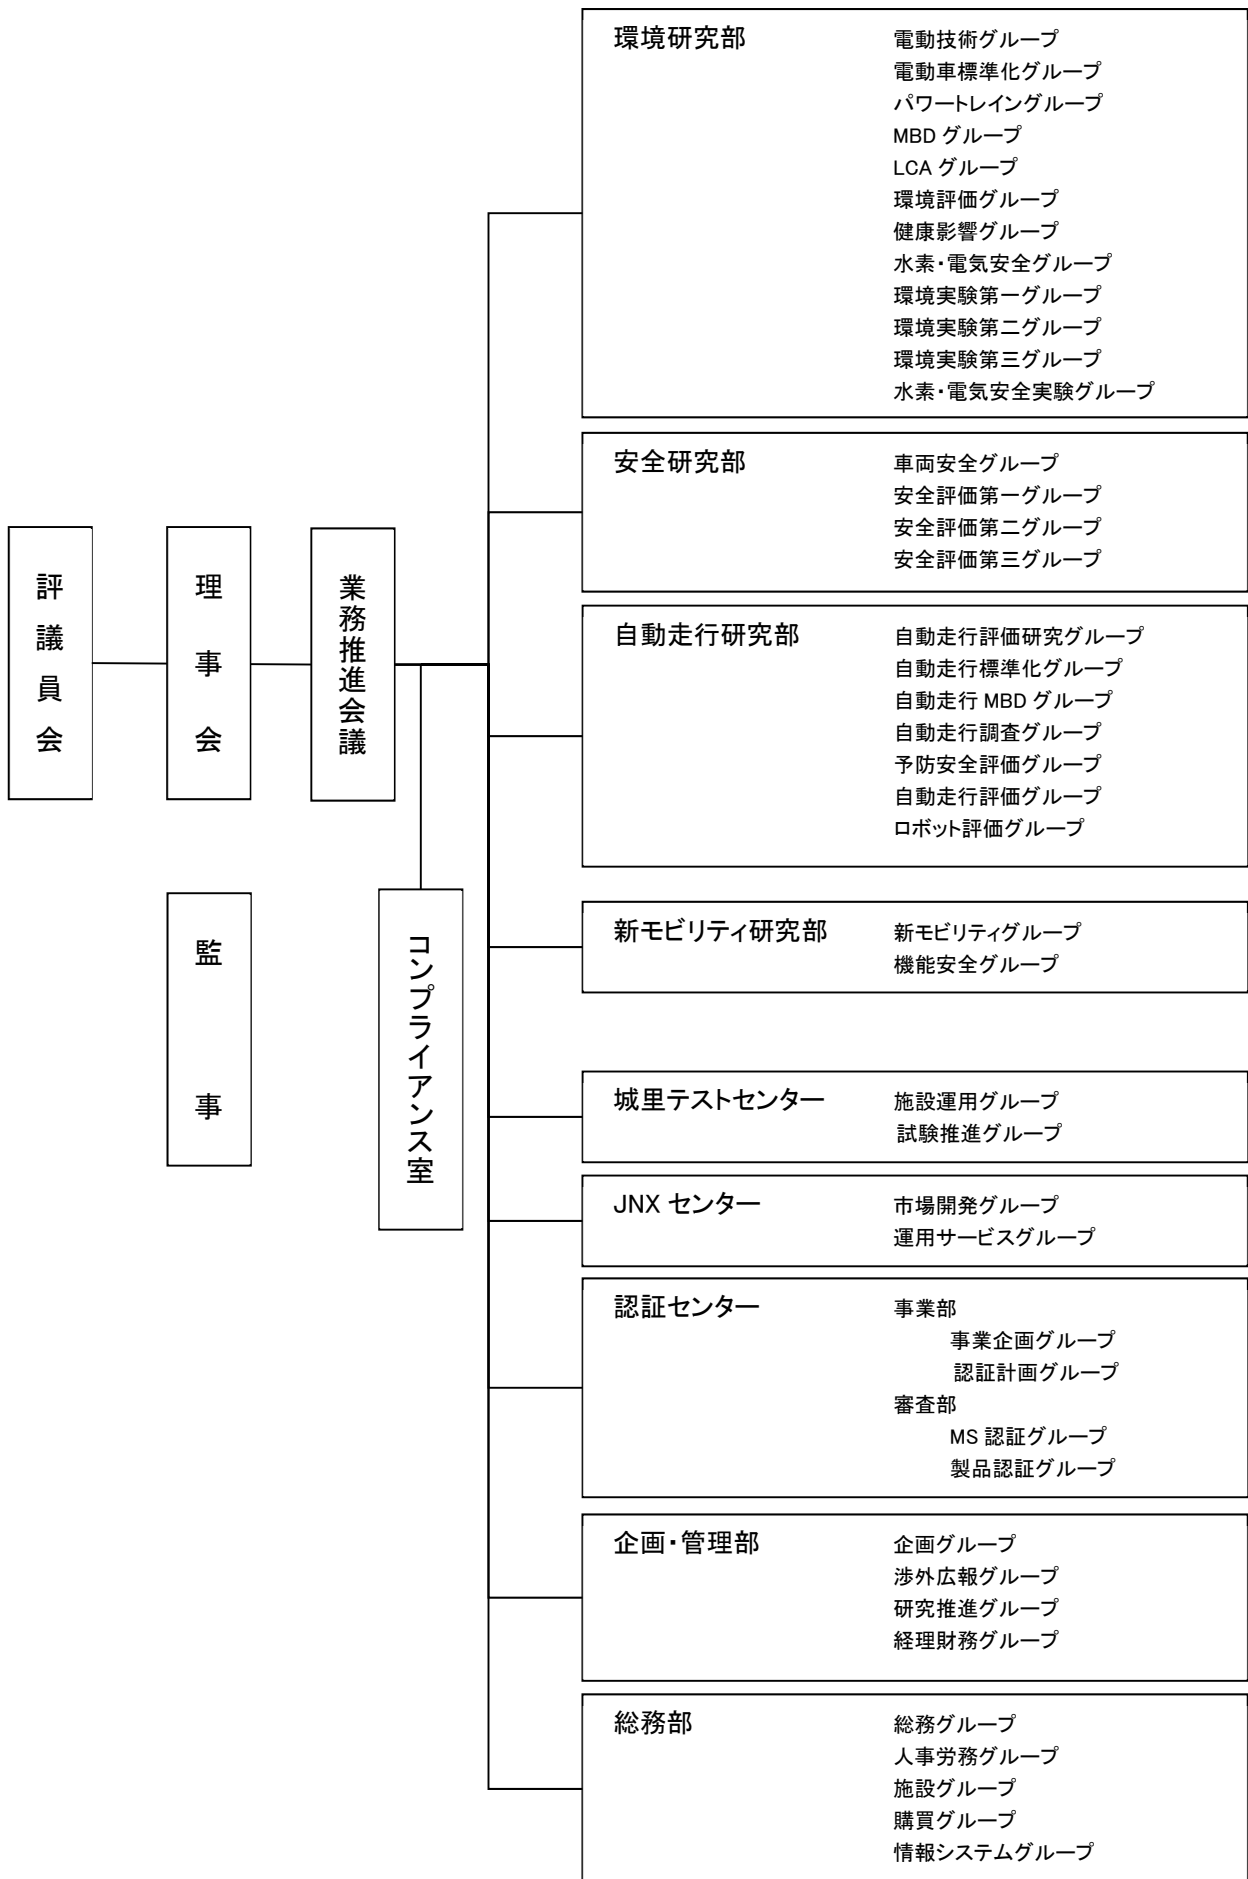 評議員会
理事会
業務推進会議
監事
コンプライアンス室
環境研究部
電動技術グループ
電動車標準化グループ
パワートレイングループ
MBD グループ
LCA グループ
環境評価グループ
健康影響グループ
水素・電気安全グループ
環境実験第一グループ
環境実験第二グループ
環境実験第三グループ
水素・電気安全実験グループ
安全研究部
車両安全グループ
安全評価第一グループ
安全評価第二グループ
安全評価第三グループ
自動走行研究部
自動走行評価研究グループ
自動走行標準化グループ
自動走行 MBD グループ
自動走行調査グループ
予防安全評価グループ
自動走行評価グループ
ロボット評価グループ
新モビリティ研究部
新モビリティグループ
機能安全グループ
城里テストセンター
施設運用グループ
試験推進グループ
JNX センター
市場開発グループ
運用サービスグループ
認証センター
事業部
事業企画グループ
認証計画グループ
審査部
MS 認証グループ
製品認証グループ
企画・管理部
企画グループ
渉外広報グループ
研究推進グループ
経理財務グループ
総務部
総務グループ
人事労務グループ
施設グループ
購買グループ
情報システムグループ